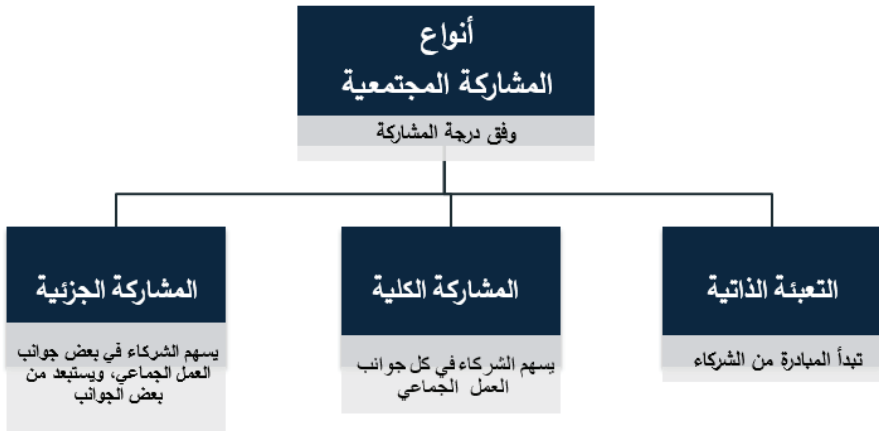 أنواع
المشاركة المجتمعية
وفق درجة المشاركة
التعبئة الذاتية
تبدأ المبادرة من الشركاء
المشاركة الكلية
يسهم الشركاء في كل جوانب
العمل الجماعي
المشاركة الجزئية
يسهم الشركاء في بعض جوانب
العمل الجماعي، ويستبعد من
بعض الجوانب